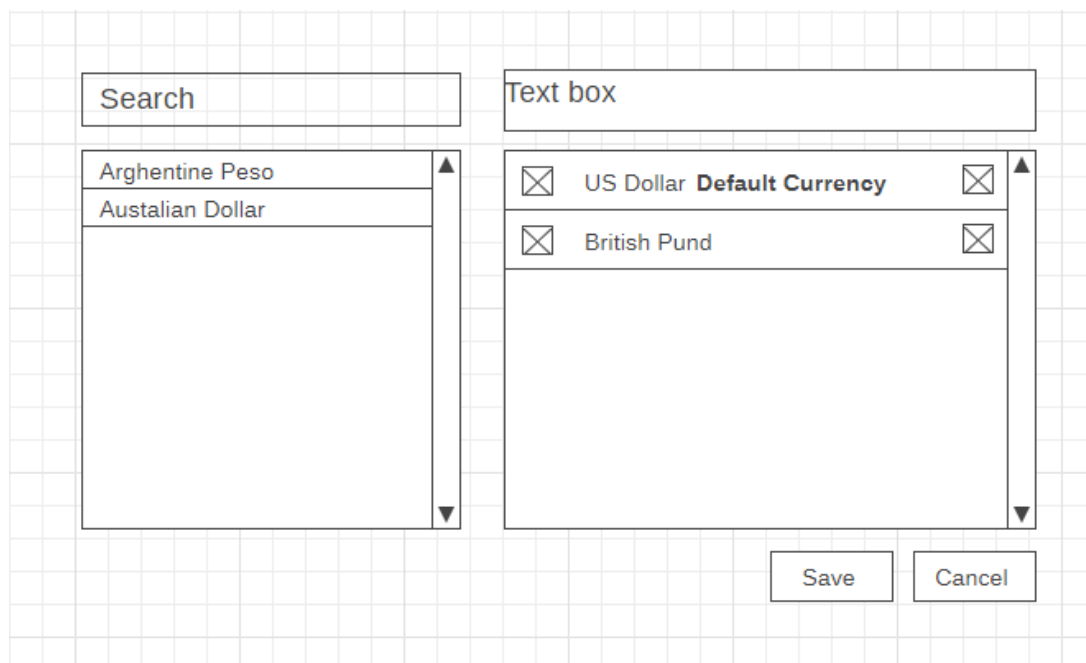 Search
Text box
Arghentine Peso
Austalian Dollar
US Dollar Default Currency
British Pund
Save
Cancel